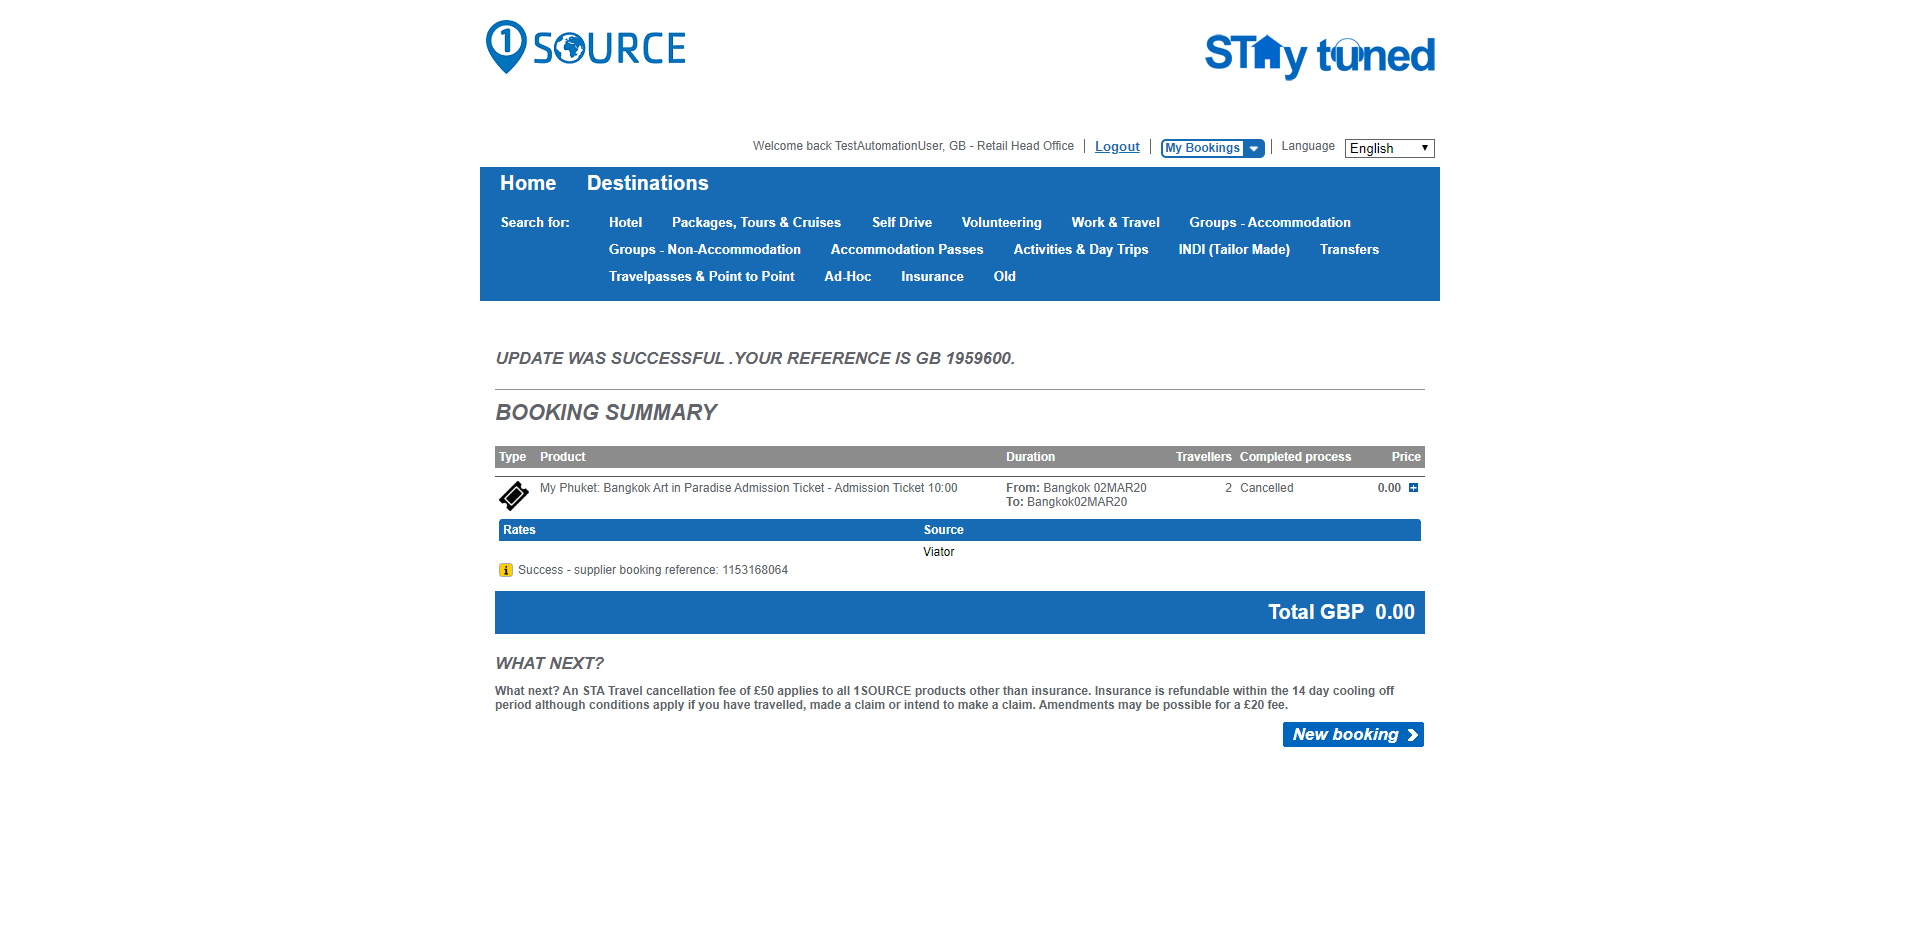 1 SOURCE
STAy tuned
Welcome back TestAutomationUser, GB - Retail Head Office | Logout | My Bookings | Language English
Home Destinations
Search for: Hotel Packages, Tours & Cruises Self Drive Volunteering Work & Travel Groups - Accommodation
Groups - Non-Accommodation Accommodation Passes Activities & Day Trips INDI (Tailor Made) Transfers
Travelpasses & Point to Point Ad-Hoc Insurance Old
UPDATE WAS SUCCESSFUL .YOUR REFERENCE IS GB 1959600.
BOOKING SUMMARY
Type Product Duration Travellers Completed process Price
My Phuket: Bangkok Art in Paradise Admission Ticket - Admission Ticket 10:00 From: Bangkok 02MAR20 2 Cancelled 0.00
To: Bangkok02MAR20
Rates Source
Viator
Success - supplier booking reference: 1153168064
Total GBP 0.00
WHAT NEXT?
What next? An STA Travel cancellation fee of £50 applies to all 1SOURCE products other than insurance. Insurance is refundable within the 14 day cooling off
period although conditions apply if you have travelled, made a claim or intend to make a claim. Amendments may be possible for a £20 fee.
New booking